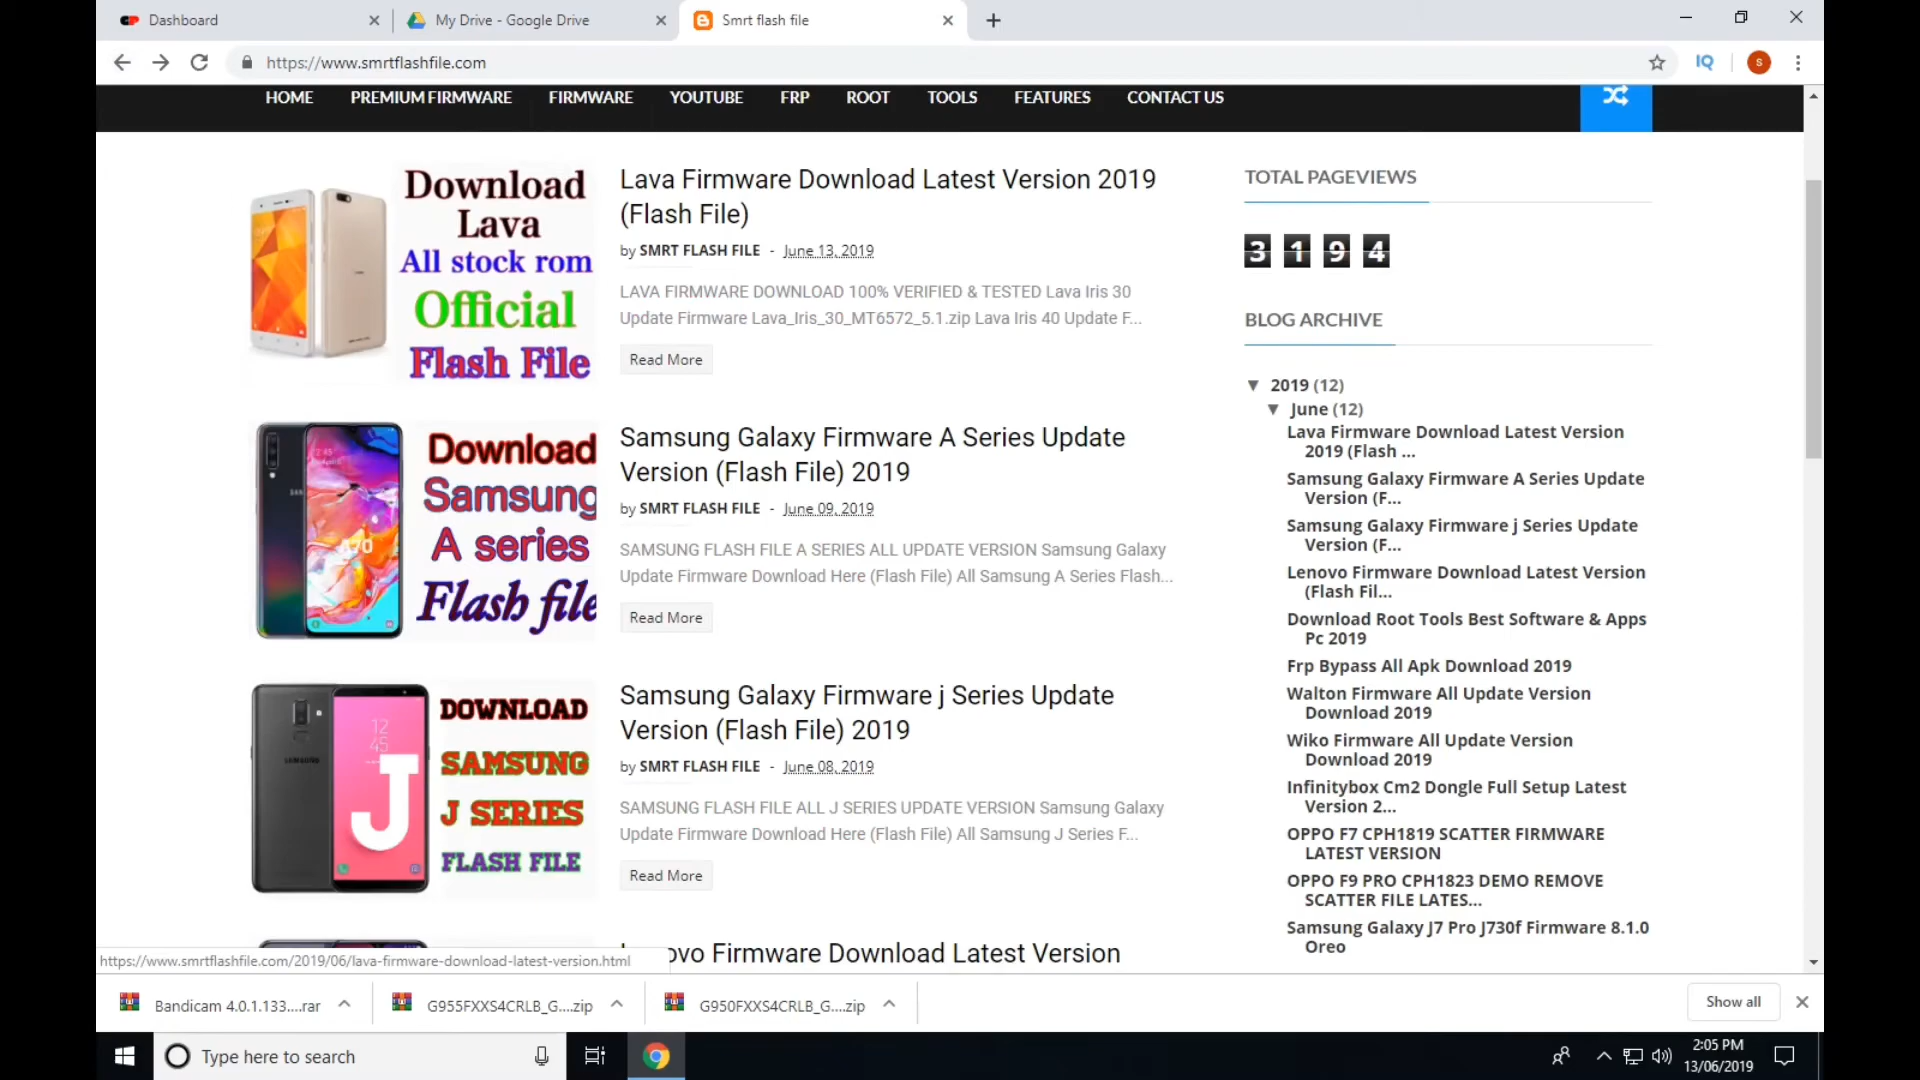 Dashboard
My Drive - Google Drive
Smrt flash file
https://www.smrtflashfile.com
IQ
s
HOME PREMIUM FIRMWARE FIRMWARE YOUTUBE FRP ROOT TOOLS FEATURES CONTACT US
Download
Lava
All stock rom
Official
Flash File
Lava Firmware Download Latest Version 2019
(Flash File)
by SMRT FLASH FILE - June 13, 2019
LAVA FIRMWARE DOWNLOAD 100% VERIFIED & TESTED Lava Iris 30
Update Firmware Lava_Iris_30_MT6572_5.1.zip Lava Iris 40 Update F...
Read More
Download
Samsung
A series
Flash file
A70
Samsung Galaxy Firmware A Series Update
Version (Flash File) 2019
by SMRT FLASH FILE - June 09, 2019
SAMSUNG FLASH FILE A SERIES ALL UPDATE VERSION Samsung Galaxy
Update Firmware Download Here (Flash File) All Samsung A Series Flash...
Read More
DOWNLOAD
SAMSUNG
J SERIES
FLASH FILE
12
45
J
SAMSUNG
Samsung Galaxy Firmware j Series Update
Version (Flash File) 2019
by SMRT FLASH FILE - June 08, 2019
SAMSUNG FLASH FILE ALL J SERIES UPDATE VERSION Samsung Galaxy
Update Firmware Download Here (Flash File) All Samsung J Series F...
Read More
ovo Firmware Download Latest Version
TOTAL PAGEVIEWS
3 1 9 4
BLOG ARCHIVE
▼ 2019 (12)
▼ June (12)
Lava Firmware Download Latest Version
2019 (Flash ...
Samsung Galaxy Firmware A Series Update
Version (F...
Samsung Galaxy Firmware j Series Update
Version (F...
Lenovo Firmware Download Latest Version
(Flash Fil...
Download Root Tools Best Software & Apps
Pc 2019
Frp Bypass All Apk Download 2019
Walton Firmware All Update Version
Download 2019
Wiko Firmware All Update Version
Download 2019
Infinitybox Cm2 Dongle Full Setup Latest
Version 2...
OPPO F7 CPH1819 SCATTER FIRMWARE
LATEST VERSION
OPPO F9 PRO CPH1823 DEMO REMOVE
SCATTER FILE LATES...
Samsung Galaxy J7 Pro J730f Firmware 8.1.0
Oreo
https://www.smrtflashfile.com/2019/06/lava-firmware-download-latest-version.html
Bandicam 4.0.1.133....rar
G955FXXS4CRLB_G....zip
G950FXXS4CRLB_G....zip
Show all
Type here to search
2:05 PM
13/06/2019